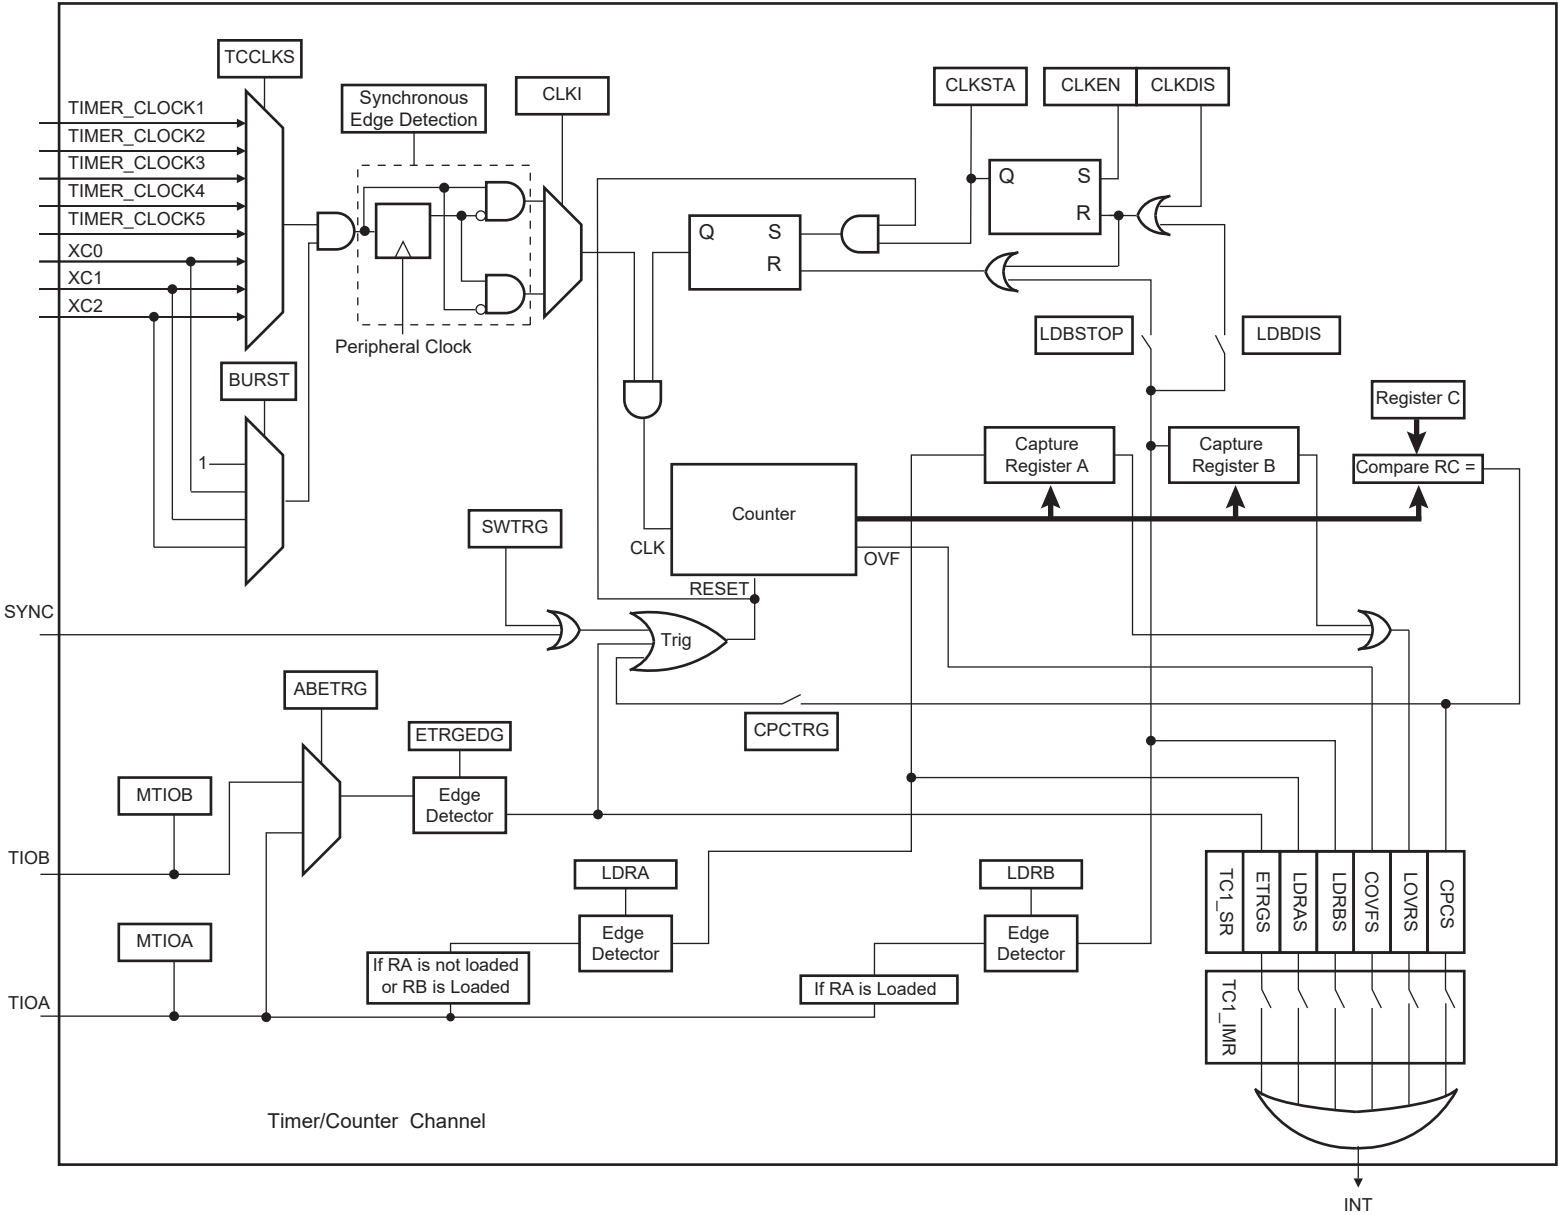 TCCLKS
TIMER_CLOCK1
TIMER_CLOCK2
TIMER_CLOCK3
TIMER_CLOCK4
TIMER_CLOCK5
XC0
XC1
XC2
Synchronous
Edge Detection
CLKI
Peripheral Clock
BURST
1
CLKSTA
CLKEN
CLKDIS
Q
S
R
Q
S
R
LDBSTOP
LDBDIS
Register C
Capture
Register A
Capture
Register B
Compare RC =
Counter
CLK
OVF
RESET
SWTRG
SYNC
Trig
CPCTRG
ABETRG
ETRGEDG
Edge
Detector
MTIOB
TIOB
MTIOA
TIOA
LDRA
Edge
Detector
If RA is not loaded
or RB is Loaded
LDRB
Edge
Detector
If RA is Loaded
TC1_SR
ETRGS
LDRAS
LDRBS
COVFS
LOVRS
CPCS
TC1_IMR
Timer/Counter Channel
INT